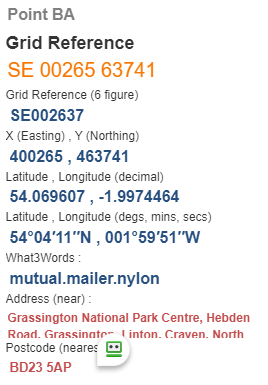 Point BA
Grid Reference
SE 00265 63741
Grid Reference (6 figure)
SE002637
X (Easting) , Y (Northing)
400265 , 463741
Latitude , Longitude (decimal)
54.069607 , -1.9974464
Latitude , Longitude (degs, mins, secs)
54°04′11″N , 001°59′51″W
What3Words :
mutual.mailer.nylon
Address (near) :
Grassington National Park Centre, Hebden
Road, Grassington, Linton, Craven, North
Postcode (neares
BD23 5AP